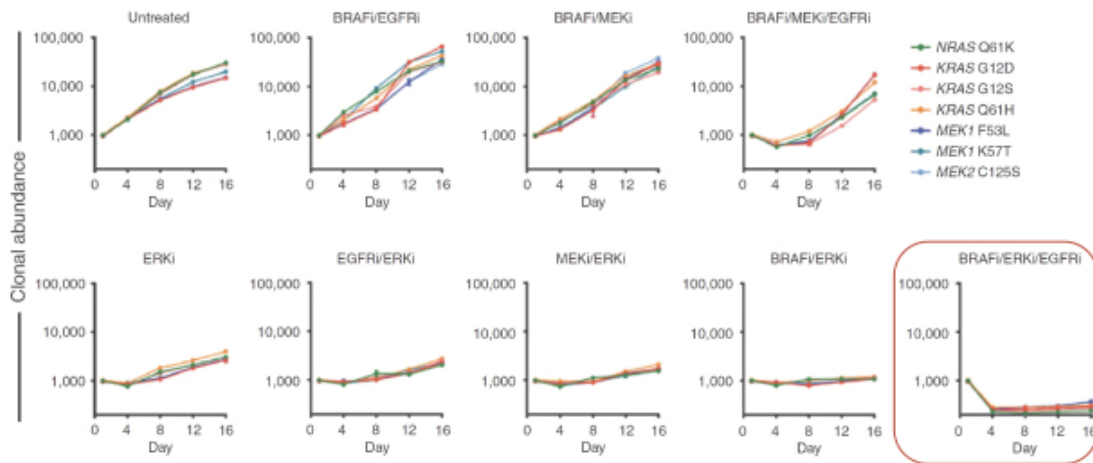 Untreated
BRAFi/EGFRi
BRAFi/MEKi
BRAFi/MEKi/EGFRi
Clonal abundance
100,000
10,000
1,000
0 4 8 12 16
Day
100,000
10,000
1,000
0 4 8 12 16
Day
100,000
10,000
1,000
0 4 8 12 16
Day
100,000
10,000
1,000
0 4 8 12 16
Day
NRAS Q61K
KRAS G12D
KRAS G12S
KRAS Q61H
MEK1 F53L
MEK1 K57T
MEK2 C125S
ERKi
EGFRi/ERKi
MEKi/ERKi
BRAFi/ERKi
BRAFi/ERKi/EGFRi
100,000
10,000
1,000
0 4 8 12 16
Day
100,000
10,000
1,000
0 4 8 12 16
Day
100,000
10,000
1,000
0 4 8 12 16
Day
100,000
10,000
1,000
0 4 8 12 16
Day
100,000
10,000
1,000
0 4 8 12 16
Day